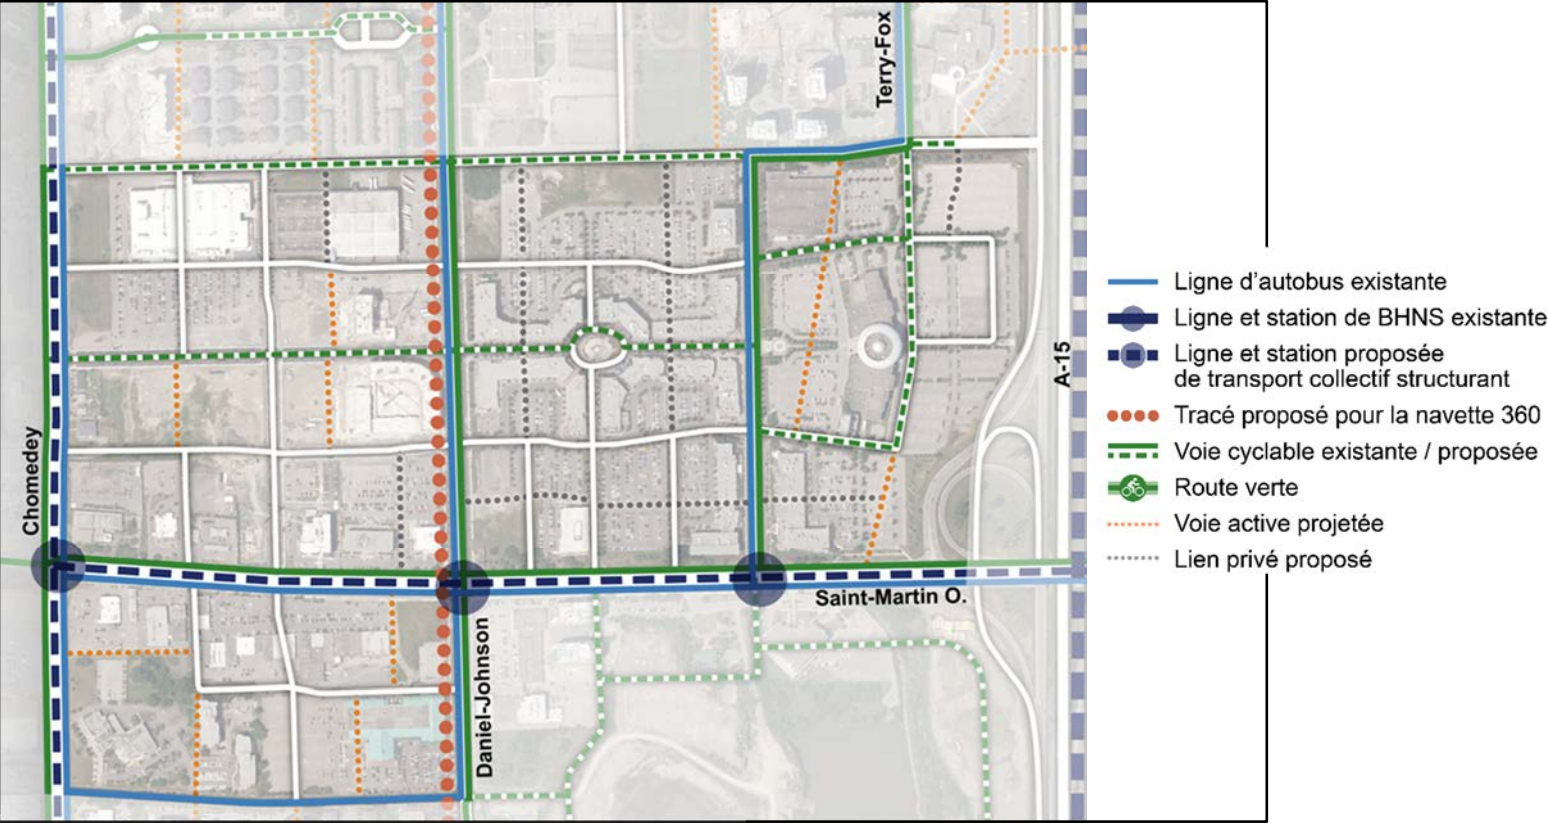 Terry-Fox
Chomedey
Daniel-Johnson
Saint-Martin O.
A-15
Ligne d'autobus existante
Ligne et station de BHNS existante
Ligne et station proposée
de transport collectif structurant
Tracé proposé pour la navette 360
Voie cyclable existante / proposée
Route verte
Voie active projetée
Lien privé proposé